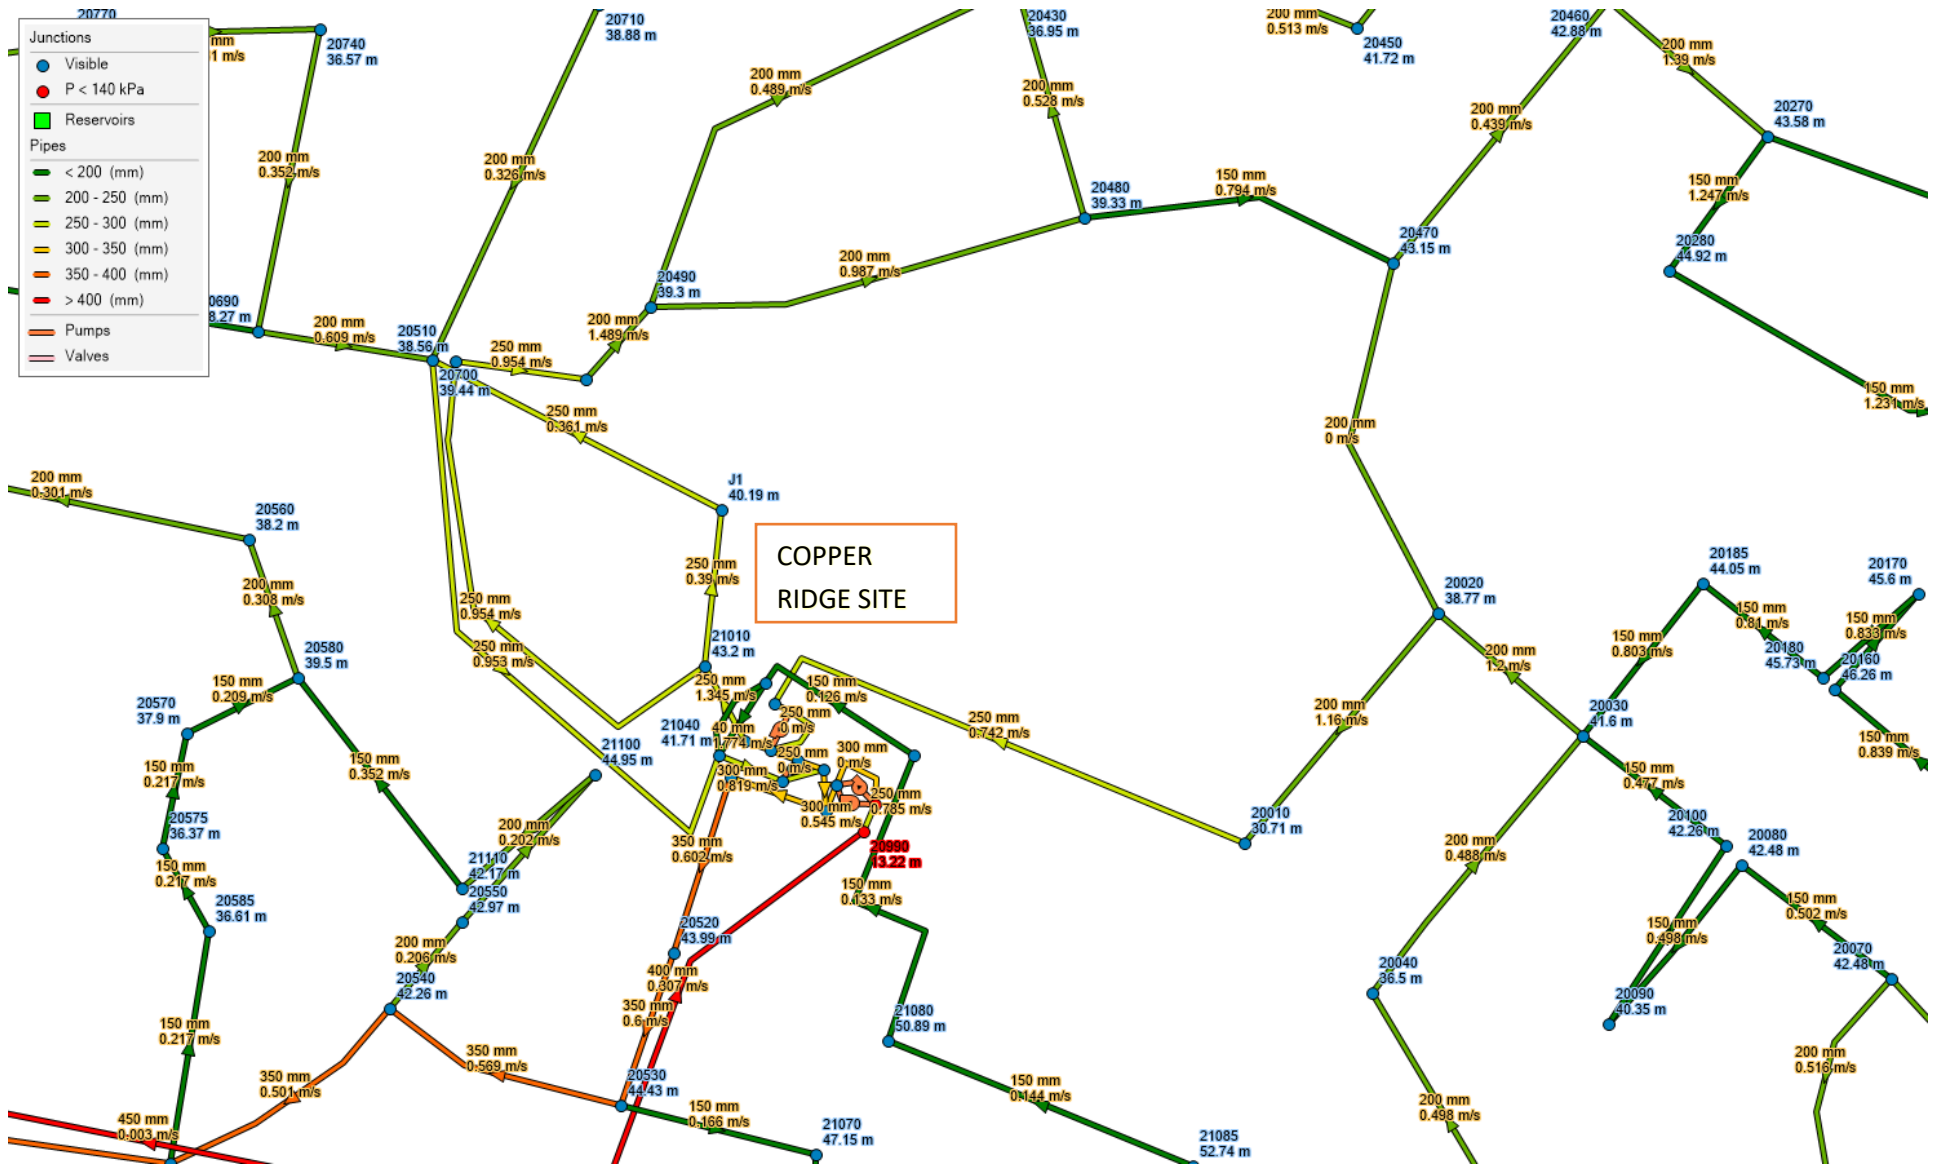 20770
Junctions
Visible
P < 140 kPa
Reservoirs
Pipes
< 200 (mm)
200 - 250 (mm)
250 - 300 (mm)
300 - 350 (mm)
350 - 400 (mm)
> 400 (mm)
Pumps
Valves
mm
1 m/s
20740
36.57 m
20710
38.88 m
200 mm
0.489 m/s
20430
36.95 m
200 mm
0.528 m/s
200 mm
0.513 m/s
20450
41.72 m
20460
42.88 m
200 mm
1.39 m/s
200 mm
0.439 m/s
20270
43.58 m
200 mm
0.352 m/s
200 mm
0.326 m/s
20480
39.33 m
150 mm
0.794 m/s
150 mm
1.247 m/s
20470
43.15 m
20280
44.92 m
200 mm
0.987 m/s
20490
39.3 m
0690
8.27 m
200 mm
0.609 m/s
20510
38.56 m
200 mm
1.489 m/s
250 mm
0.954 m/s
20700
39.44 m
150 mm
1.231 m/s
250 mm
0.361 m/s
200 mm
0 m/s
200 mm
0.301 m/s
J1
40.19 m
20560
38.2 m
COPPER
RIDGE SITE
250 mm
0.39 m/s
200 mm
0.308 m/s
250 mm
0.954 m/s
250 mm
0.953 m/s
20020
38.77 m
20185
44.05 m
20170
45.6 m
150 mm
0.81 m/s
150 mm
0.833 m/s
150 mm
0.803 m/s
20180
45.73 m
20160
46.26 m
200 mm
1.2 m/s
20580
39.5 m
21010
43.2 m
150 mm
0.209 m/s
250 mm
1.345 m/s
150 mm
0.126 m/s
20570
37.9 m
250 mm
0 m/s
250 mm
0.742 m/s
200 mm
1.16 m/s
20030
41.6 m
21040
41.71 m
40 mm
1.774 m/s
21100
44.95 m
150 mm
0.352 m/s
250 mm
0 m/s
300 mm
0 m/s
150 mm
0.839 m/s
150 mm
0.217 m/s
300 mm
0.819 m/s
250 mm
0.785 m/s
300 mm
0.545 m/s
150 mm
0.477 m/s
20575
36.37 m
200 mm
0.202 m/s
350 mm
0.602 m/s
20990
13.22 m
20010
30.71 m
200 mm
0.488 m/s
20100
42.26 m
20080
42.48 m
150 mm
0.217 m/s
21110
42.17 m
20550
42.97 m
150 mm
0.133 m/s
20585
36.61 m
150 mm
0.502 m/s
150 mm
0.498 m/s
20520
43.99 m
200 mm
0.206 m/s
20540
42.26 m
400 mm
0.307 m/s
20040
36.5 m
20070
42.48 m
350 mm
0.6 m/s
21080
50.89 m
20090
40.35 m
150 mm
0.217 m/s
350 mm
0.569 m/s
350 mm
0.501 m/s
20530
44.43 m
150 mm
0.144 m/s
200 mm
0.516 m/s
150 mm
0.166 m/s
200 mm
0.498 m/s
450 mm
0.003 m/s
21070
47.15 m
21085
52.74 m